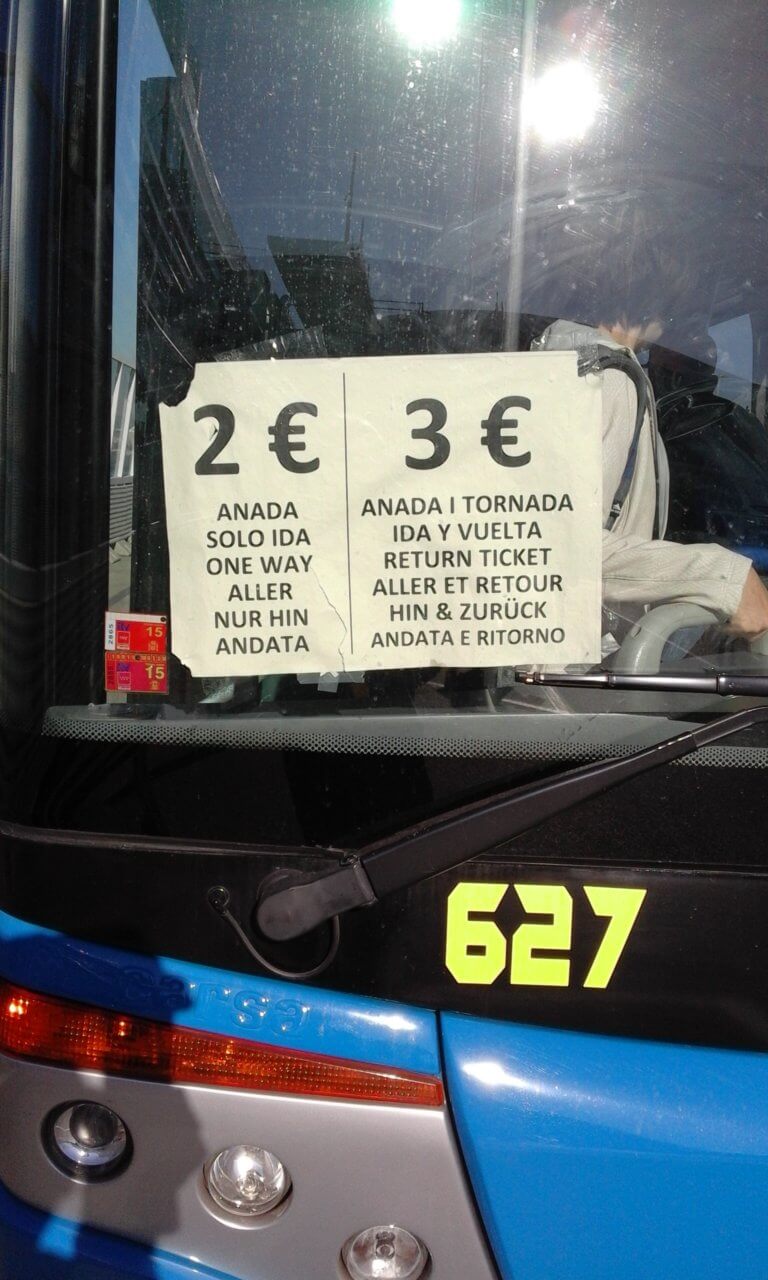 2 €
ANADA
SOLO IDA
ONE WAY
ALLER
NUR HIN
ANDATA
3 €
ANADA I TORNADA
IDA Y VUELTA
RETURN TICKET
ALLER ET RETOUR
HIN & ZURÜCK
ANDATA E RITORNO
15
15
627